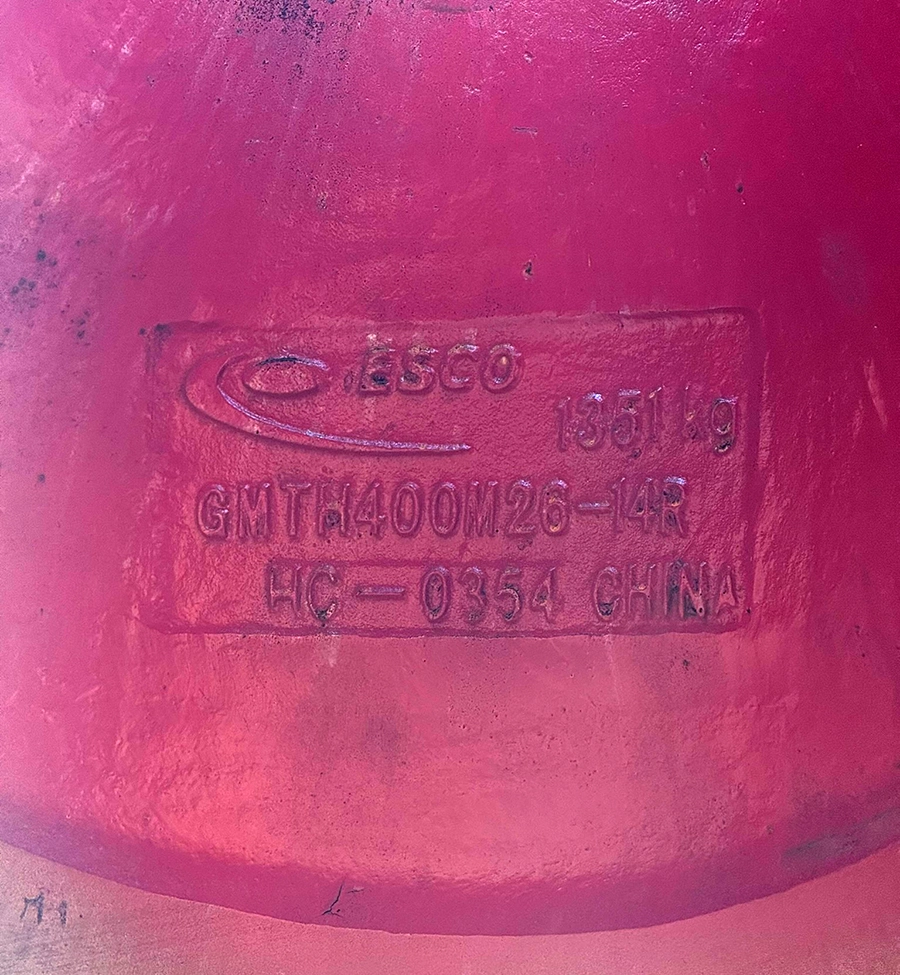 ESCO
1351 kg
GMTH400M26-14R
HC-0354 CHINA